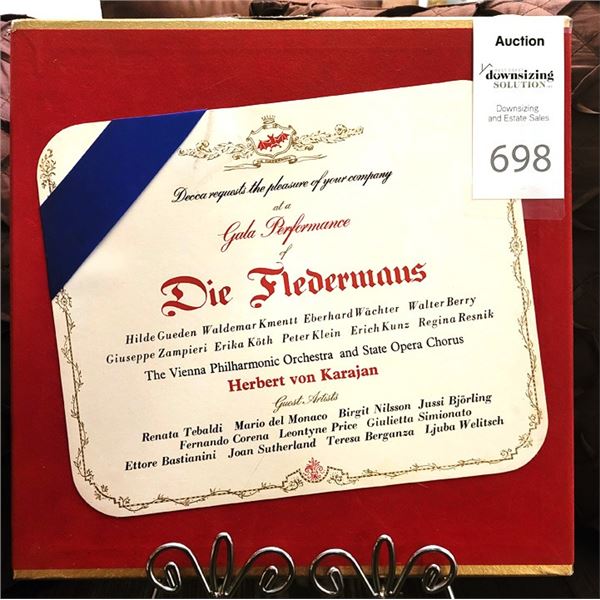 Auction
downsizing
SOLUTION
Downsizing
and Estate Sales
698
Decca requests the pleasure of your company
at a
Gala Performance
of
Die Fledermaus
Hilde Gueden Waldemar Kmentt Eberhard Wächter Walter Berry
Giuseppe Zampieri Erika Köth Peter Klein Erich Kunz Regina Resnik
The Vienna Philharmonic Orchestra and State Opera Chorus
Herbert von Karajan
Guest Artists
Renata Tebaldi Mario del Monaco Birgit Nilsson Jussi Björling
Fernando Corena Leontyne Price Giulietta Simionato
Ettore Bastianini Joan Sutherland Teresa Berganza Ljuba Welitsch